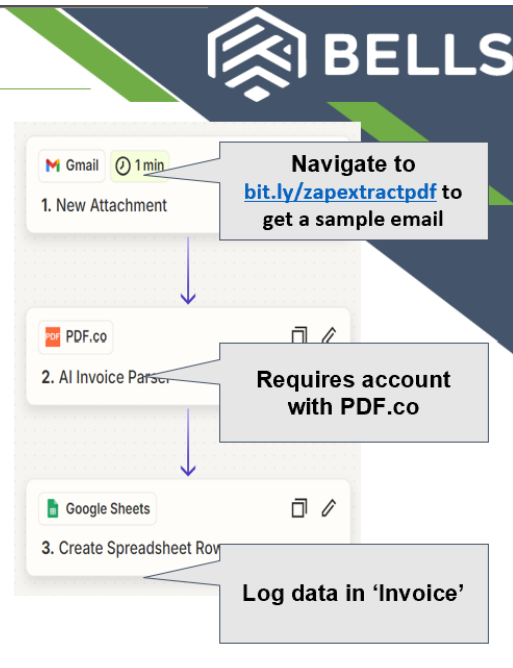 BELLS
Gmail
1 min
1. New Attachment
Navigate to
bit.ly/zapextractpdf to
get a sample email
PDF
PDF.co
2. AI Invoice Parser
Requires account
with PDF.co
Google Sheets
3. Create Spreadsheet Row
Log data in ‘Invoice’